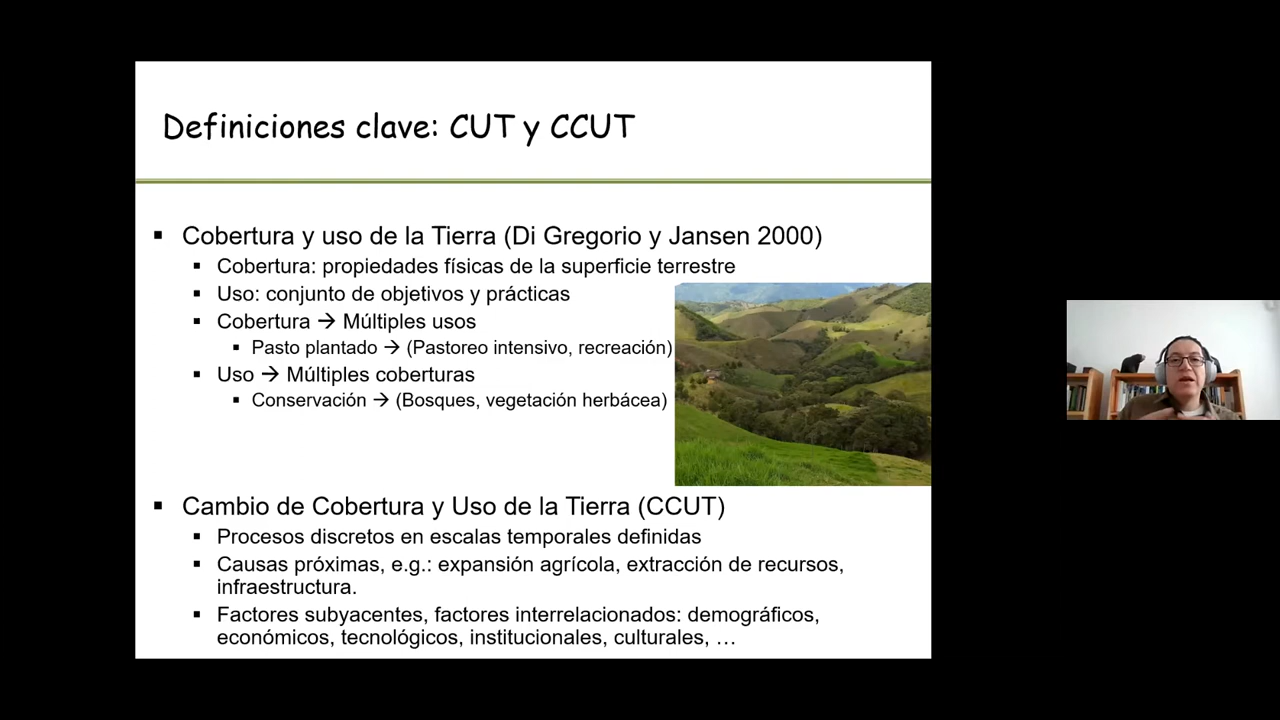 Definiciones clave: CUT y CCUT
▪ Cobertura y uso de la Tierra (Di Gregorio y Jansen 2000)
▪ Cobertura: propiedades físicas de la superficie terrestre
▪ Uso: conjunto de objetivos y prácticas
▪ Cobertura → Múltiples usos
▪ Pasto plantado → (Pastoreo intensivo, recreación)
▪ Uso → Múltiples coberturas
▪ Conservación → (Bosques, vegetación herbácea)
▪ Cambio de Cobertura y Uso de la Tierra (CCUT)
▪ Procesos discretos en escalas temporales definidas
▪ Causas próximas, e.g.: expansión agrícola, extracción de recursos,
infraestructura.
▪ Factores subyacentes, factores interrelacionados: demográficos,
económicos, tecnológicos, institucionales, culturales, …